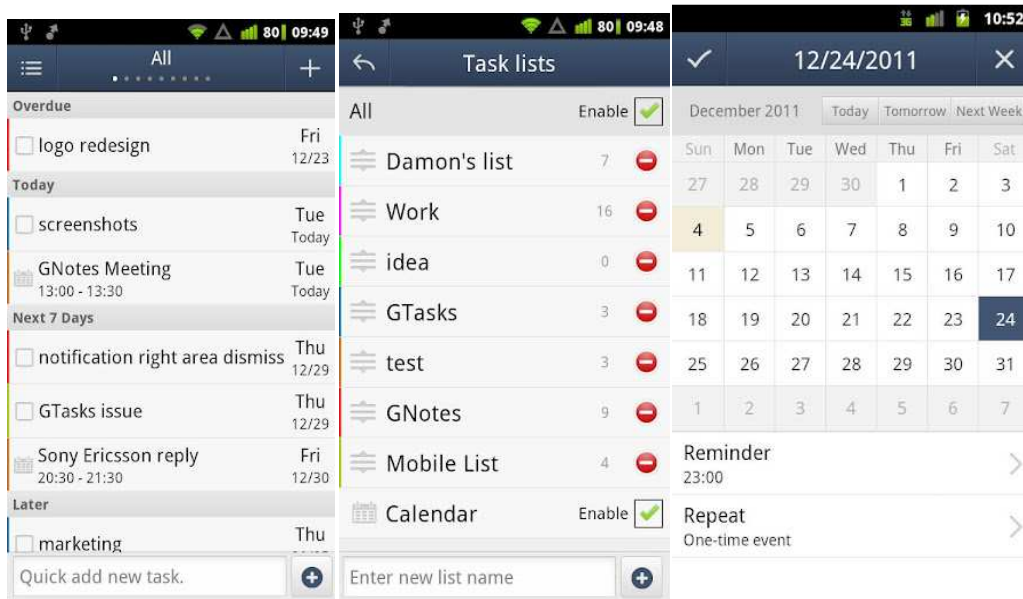 80 09:49
All
Overdue
logo redesign
Fri
12/23
Today
screenshots
Tue
Today
GNotes Meeting
13:00 - 13:30
Tue
Today
Next 7 Days
notification right area dismiss
Thu
12/29
GTasks issue
Thu
12/29
Sony Ericsson reply
20:30 - 21:30
Fri
12/30
Later
marketing
Thu
Quick add new task.
80 09:48
Task lists
All Enable
Damon's list 7
Work 16
idea 0
GTasks 3
test 3
GNotes 9
Mobile List 4
Calendar Enable
Enter new list name
3G 10:52
12/24/2011
December 2011 Today Tomorrow Next Week
Sun Mon Tue Wed Thu Fri Sat
27 28 29 30 1 2 3
4 5 6 7 8 9 10
11 12 13 14 15 16 17
18 19 20 21 22 23 24
25 26 27 28 29 30 31
1 2 3 4 5 6 7
Reminder
23:00
Repeat
One-time event